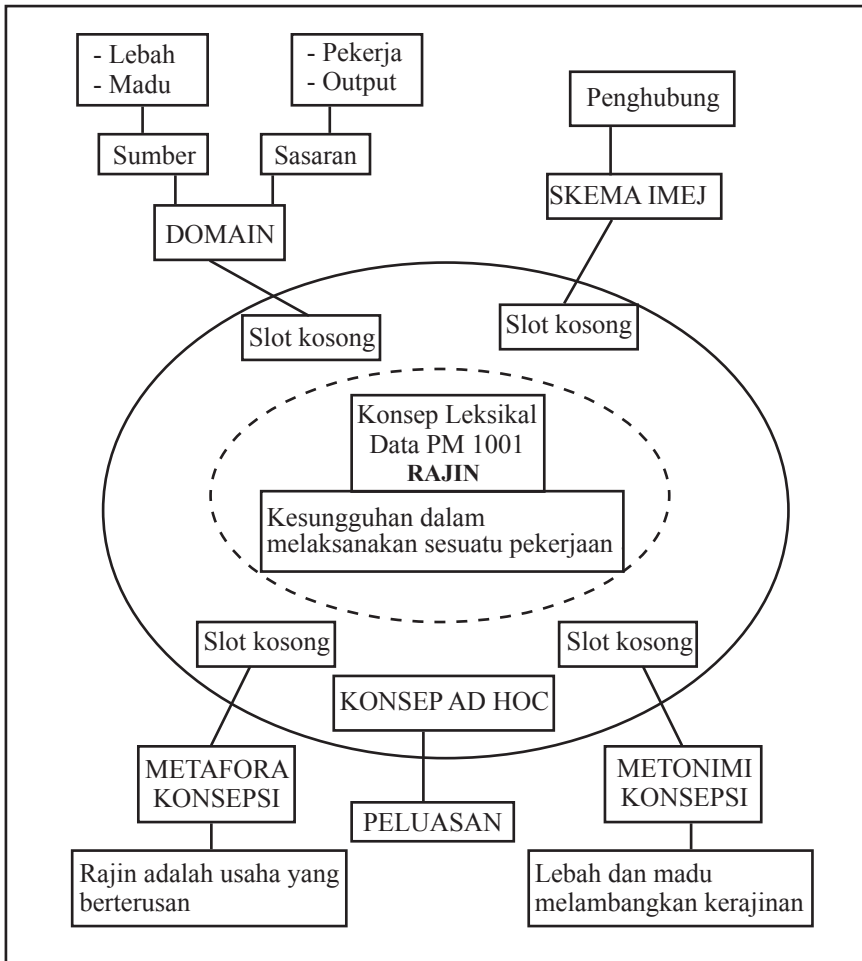 - Lebah
- Madu
- Pekerja
- Output
Penghubung
Sumber
Sasaran
SKEMA IMEJ
DOMAIN
Slot kosong
Slot kosong
Konsep Leksikal
Data PM 1001
RAJIN
Kesungguhan dalam
melaksanakan sesuatu pekerjaan
Slot kosong
Slot kosong
KONSEP AD HOC
METAFORA
KONSEPSI
METONIMI
KONSEPSI
PELUASAN
Rajin adalah usaha yang
berterusan
Lebah dan madu
melambangkan kerajinan